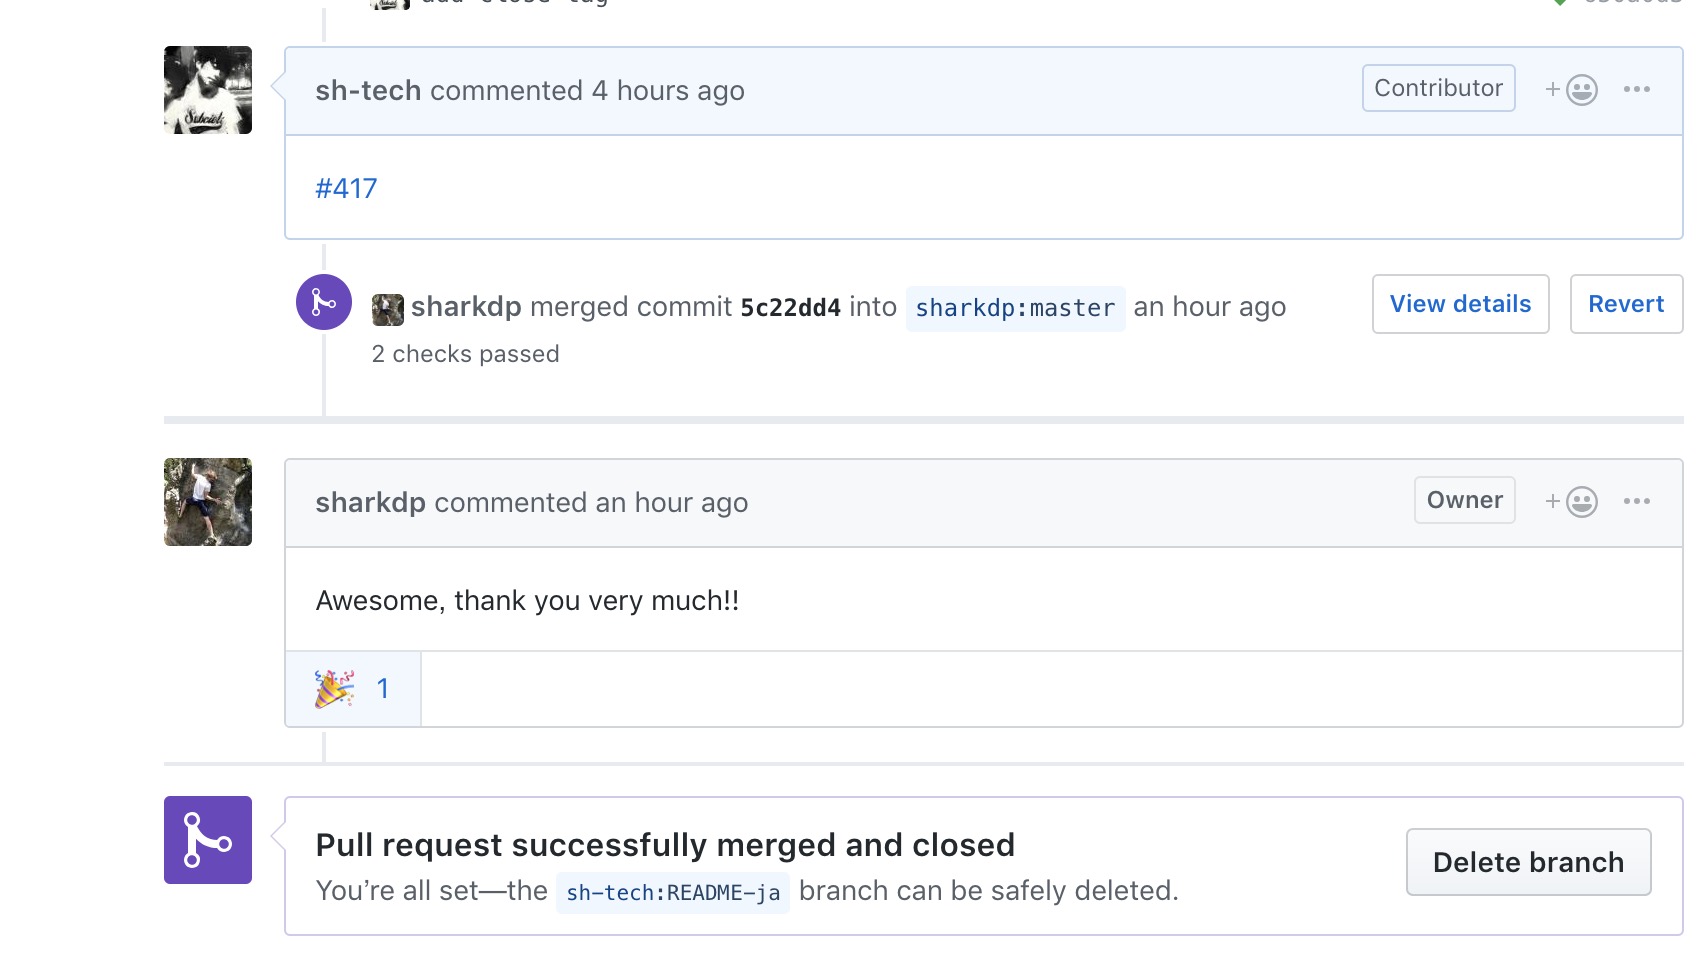 add close tag
sh-tech commented 4 hours ago
Contributor
#417
sharkdp merged commit 5c22dd4 into sharkdp:master an hour ago
View details
Revert
2 checks passed
sharkdp commented an hour ago
Owner
Awesome, thank you very much!!
1
Pull request successfully merged and closed
You’re all set—the sh-tech:README-ja branch can be safely deleted.
Delete branch